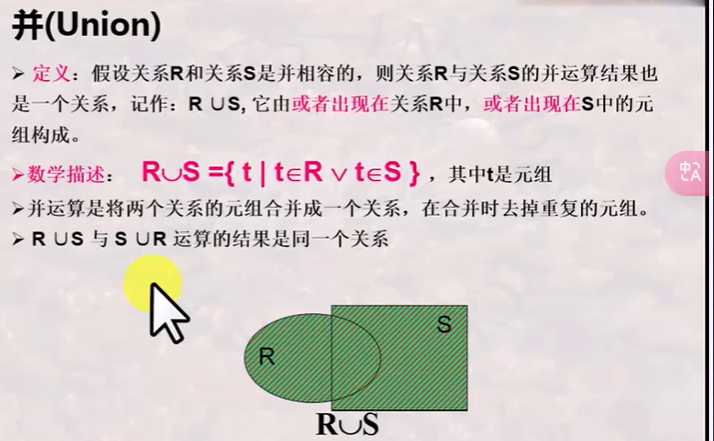 并(Union)
➢ 定义：假设关系R和关系S是并相容的，则关系R与关系S的并运算结果也
是一个关系，记作：R ∪S, 它由或者出现在关系R中，或者出现在S中的元
组构成。
➢数学描述： R∪S ={ t | t∈R ∨ t∈S } ，其中t是元组
➢并运算是将两个关系的元组合并成一个关系，在合并时去掉重复的元组。
➢ R ∪S 与 S ∪R 运算的结果是同一个关系
中A
S
R
R∪S